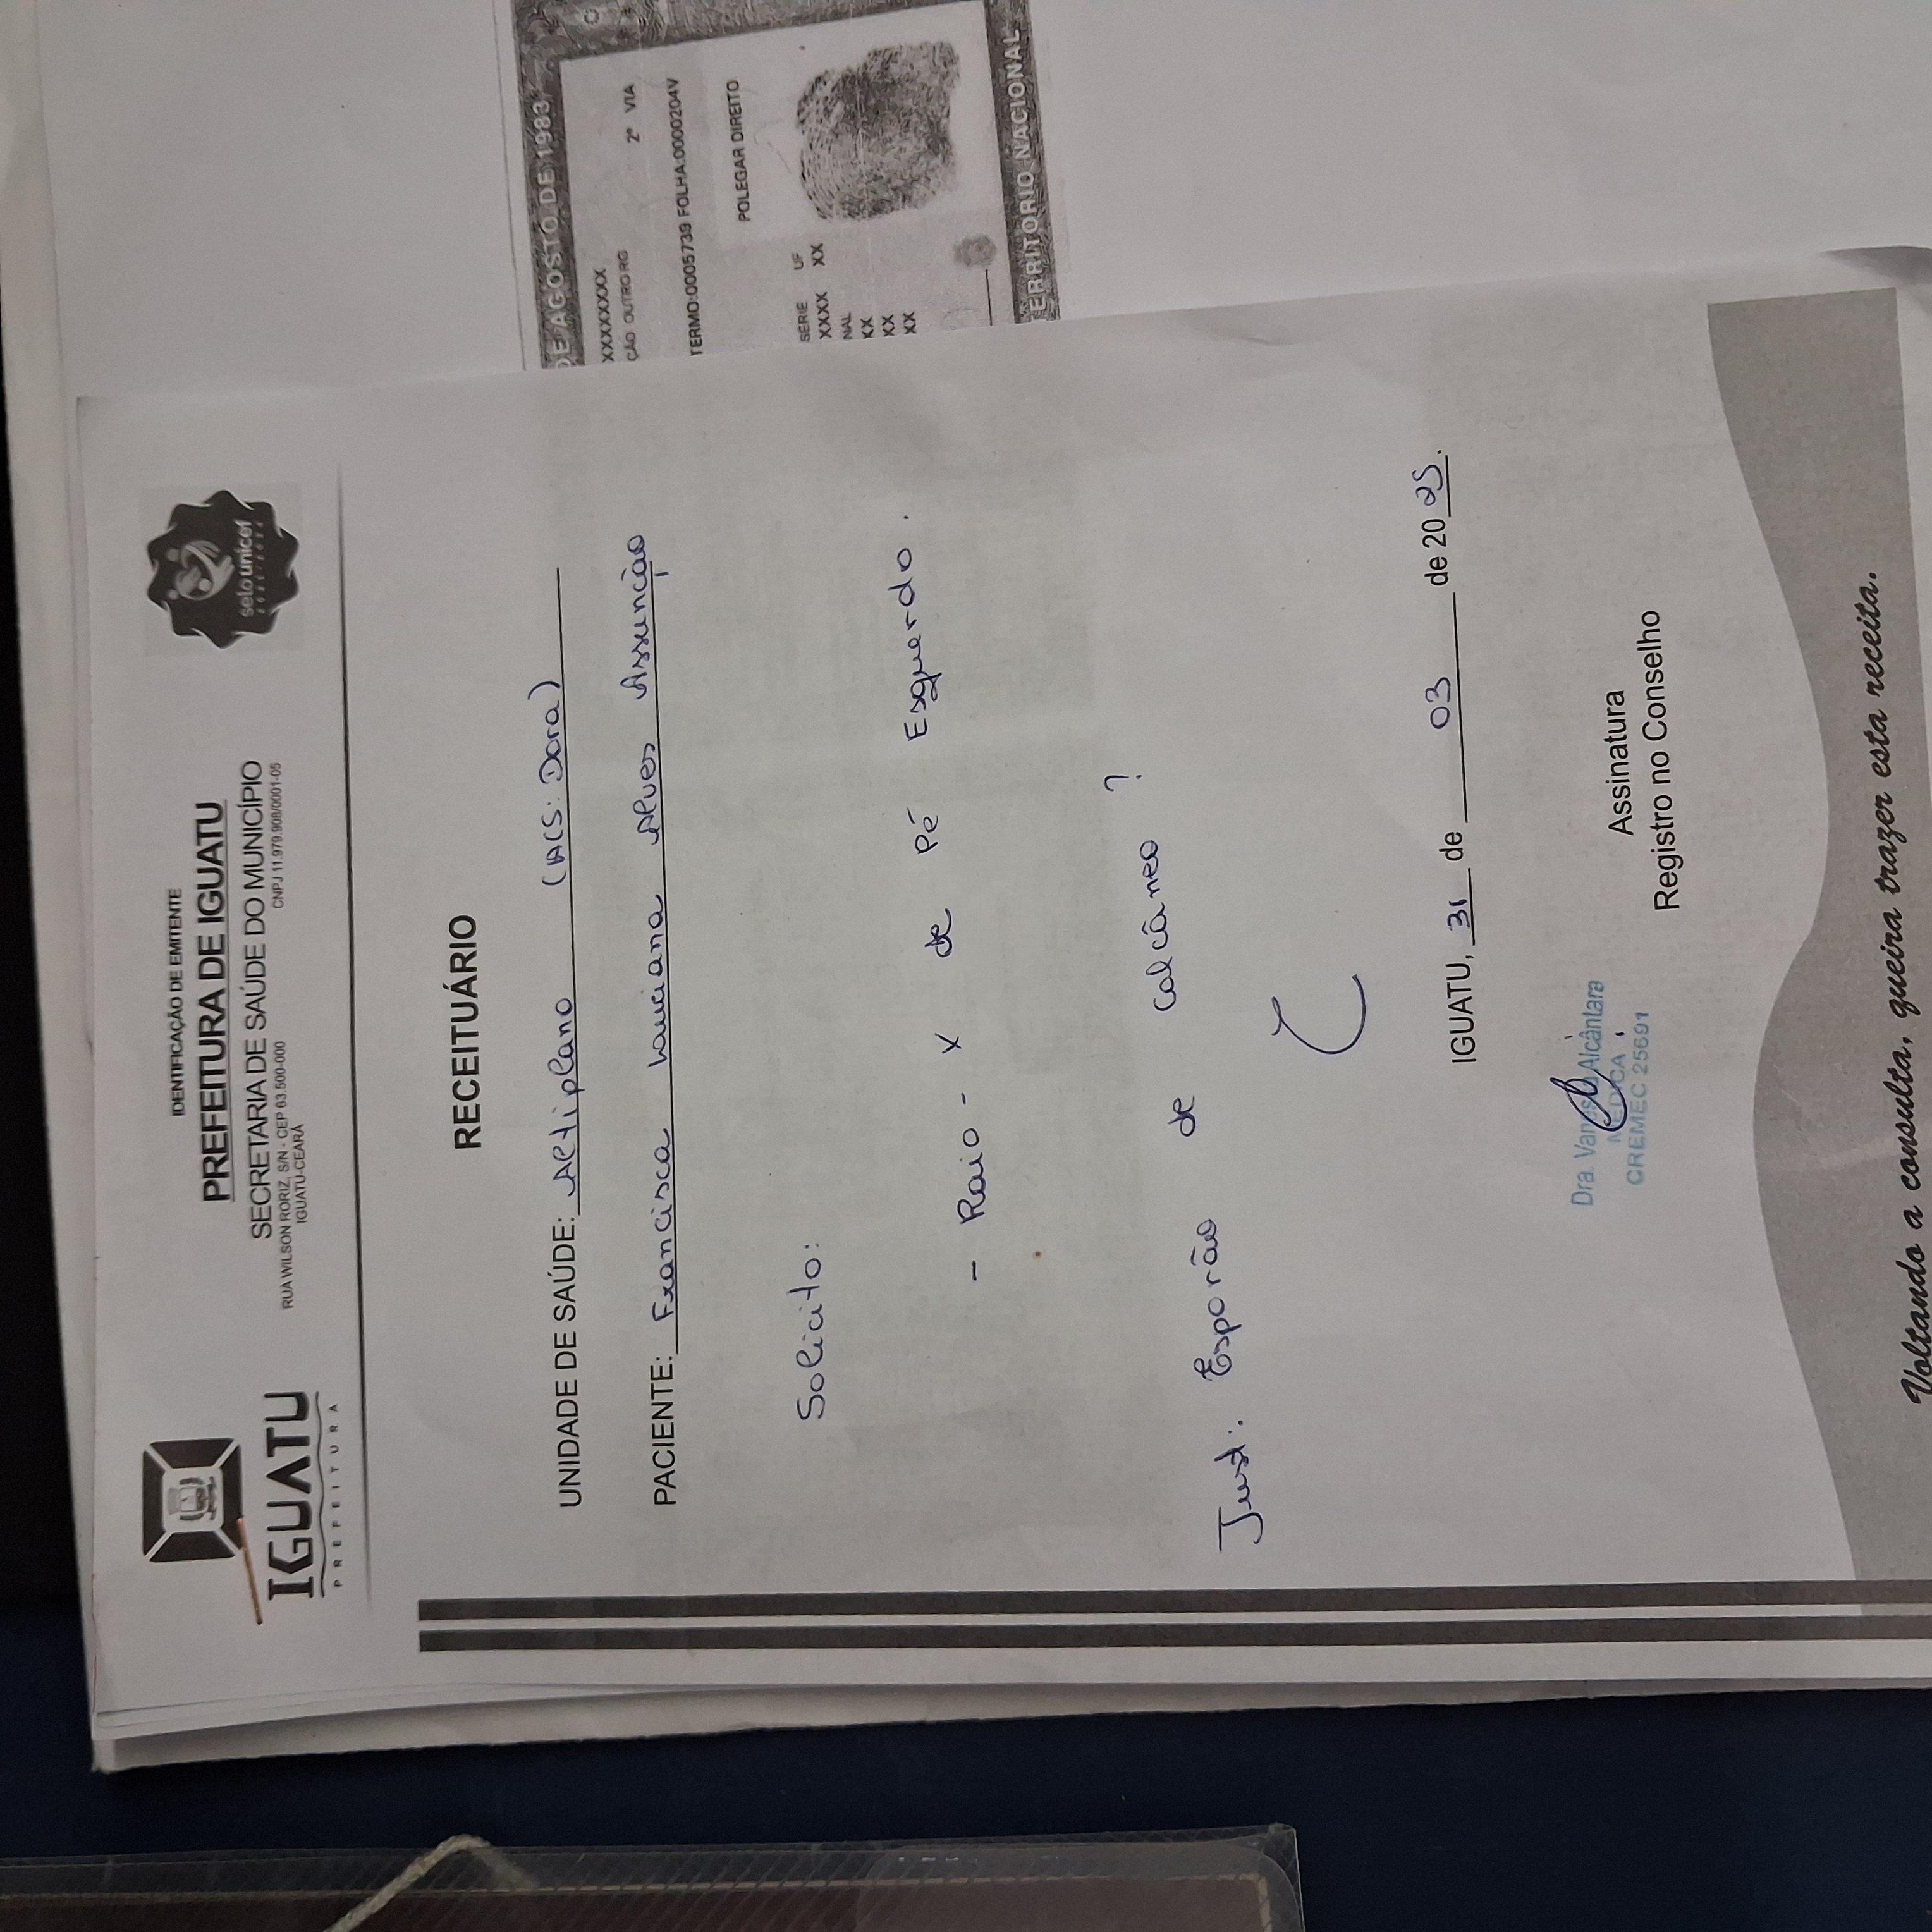 IGUATU
PREFEITURA
IDENTIFICAÇÃO DE EMITENTE
PREFEITURA DE IGUATU
SECRETARIA DE SAÚDE DO MUNICÍPIO
RUA WILSON RORIZ, S/N - CEP 63.500-000 CNPJ 11.979.908/0001-05
IGUATU-CEARÁ
selo unicef
RECEITUÁRIO
UNIDADE DE SAÚDE: Altiplano (ACS: Dora)
PACIENTE: Francisca Luciana Alves Assunção
Solicito:
- Raio - X de Pé Esquerdo.
Just: Esporão de calcâneo ?
IGUATU, 31 de 03 de 2025.
Dra. Vanessa Alcântara
MÉDICA
CREMEC 25691
Assinatura
Registro no Conselho
Voltando a consulta, queira trazer esta receita.
DE AGOSTO DE 1983
XXXXXXXX
ÇÃO OUTRO RG
2ª VIA
TERMO:0005739 FOLHA:0000204V
POLEGAR DIREITO
SERIE UF
XXXX XX
NAL
XX
XX
XX
TERRITORIO NACIONAL